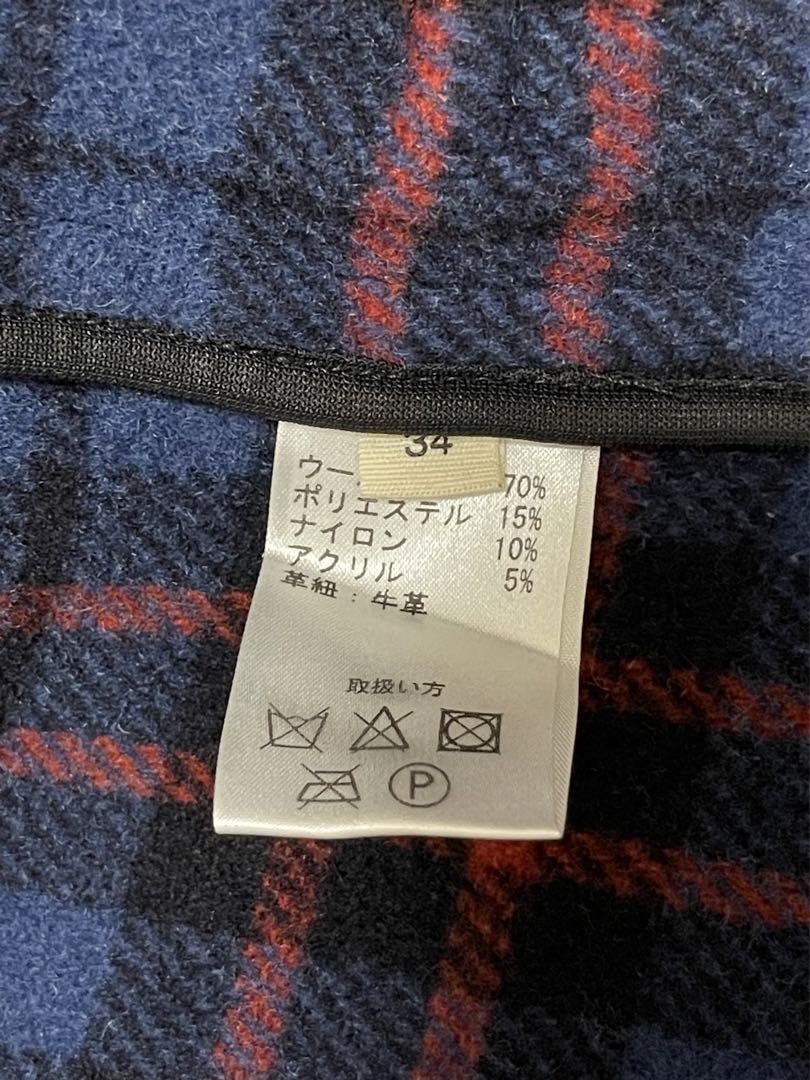 34
ウー 70%
ポリエステル 15%
ナイロン 10%
アクリル 5%
革紐：牛革
取扱い方
P